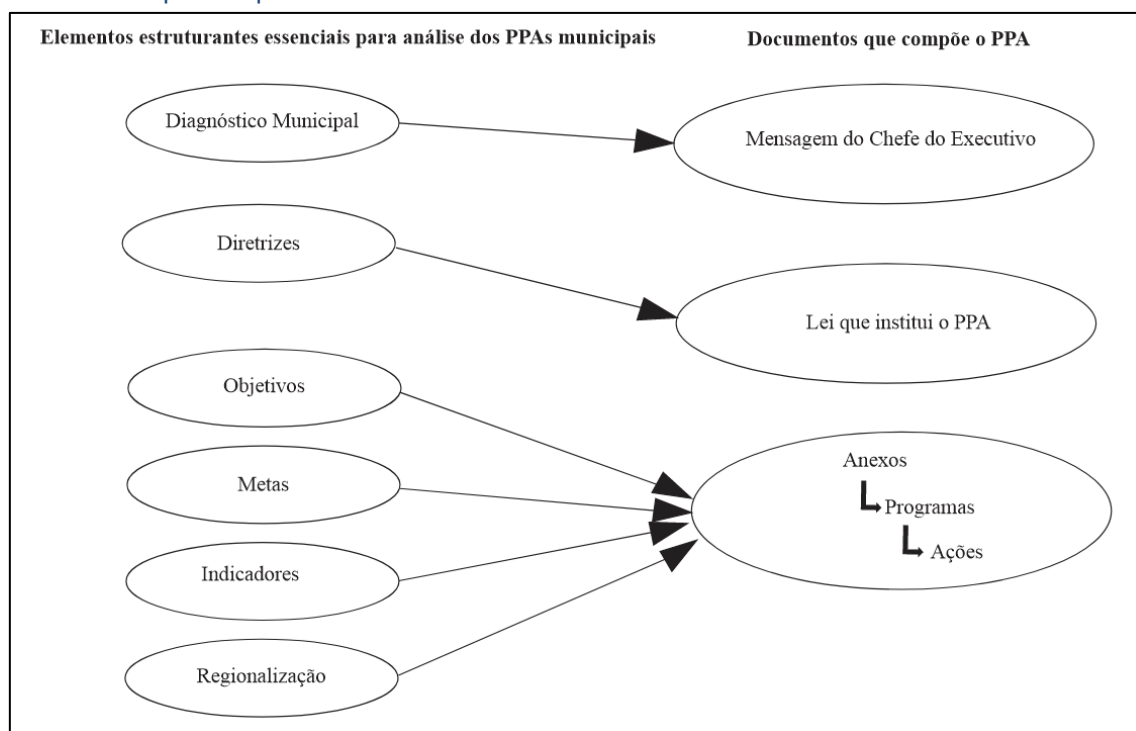 Elementos estruturantes essenciais para análise dos PPAs municipais
Documentos que compõe o PPA
Diagnóstico Municipal
Mensagem do Chefe do Executivo
Diretrizes
Lei que institui o PPA
Objetivos
Metas
Indicadores
Regionalização
Anexos
Programas
Ações